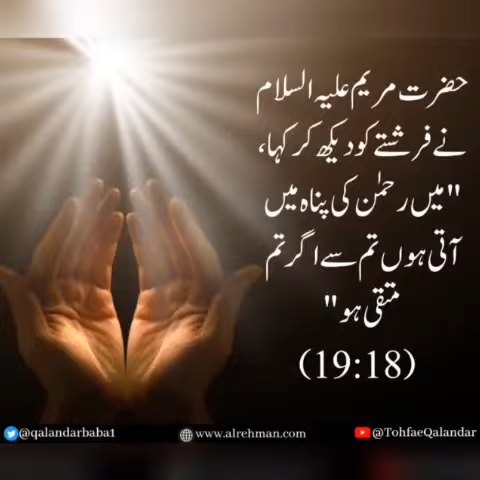 حضرت مریم علیہ السلام
نے فرشتے کو دیکھ کر کہا،
"میں رحمٰن کی پناہ میں
آتی ہوں تم سے اگر تم
متقی ہو"
(19:18)
@qalandarbaba1 www.alrehman.com @TohfaeQalandar